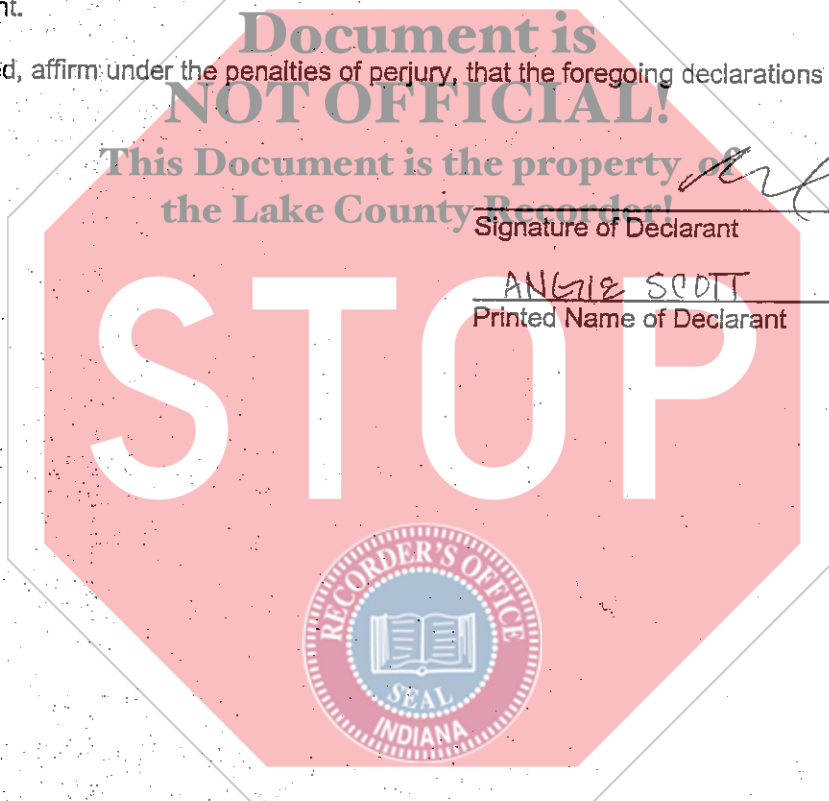 nt.
Document is
d, affirm under the penalties of perjury, that the foregoing declarations
NOT OFFICIAL!
This Document is the property of
the Lake County Recorder!
Signature of Declarant
ANGIE SCOTT
Printed Name of Declarant
STOP
RECORDER'S OFFICE
SEAL
INDIANA